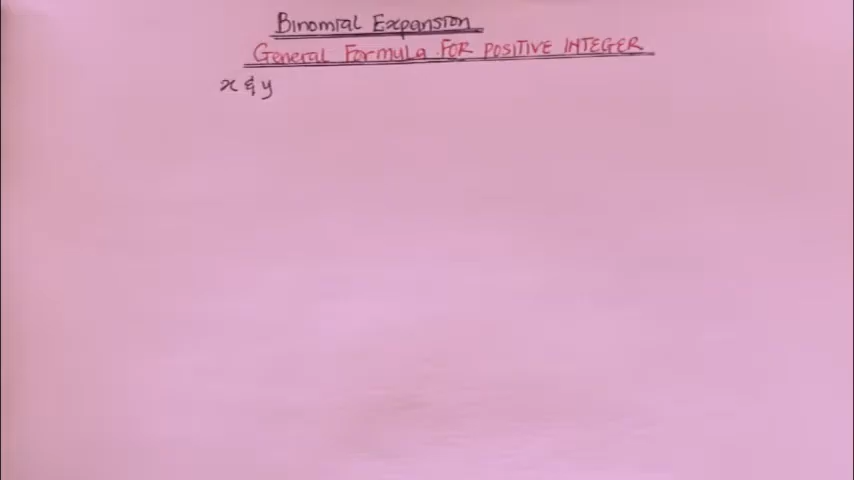 Binomial Expansion
General Formula FOR POSITIVE INTEGER
x & y